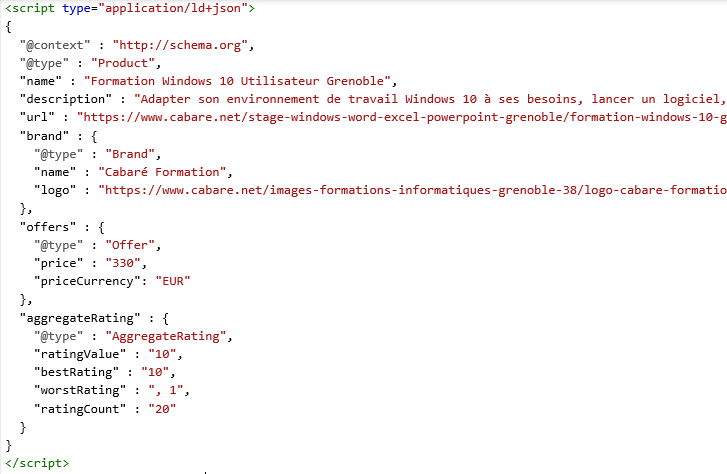 <script type="application/ld+json">
{
"@context" : "http://schema.org",
"@type" : "Product",
"name" : "Formation Windows 10 Utilisateur Grenoble",
"description" : "Adapter son environnement de travail Windows 10 à ses besoins, lancer un logiciel,
"url" : "https://www.cabare.net/stage-windows-word-excel-powerpoint-grenoble/formation-windows-10-g
"brand" : {
"@type" : "Brand",
"name" : "Cabaré Formation",
"logo" : "https://www.cabare.net/images-formations-informatiques-grenoble-38/logo-cabare-formatio
},
"offers" : {
"@type" : "Offer",
"price" : "330",
"priceCurrency": "EUR"
},
"aggregateRating" : {
"@type" : "AggregateRating",
"ratingValue" : "10",
"bestRating" : "10",
"worstRating" : ", 1",
"ratingCount" : "20"
}
}
</script>